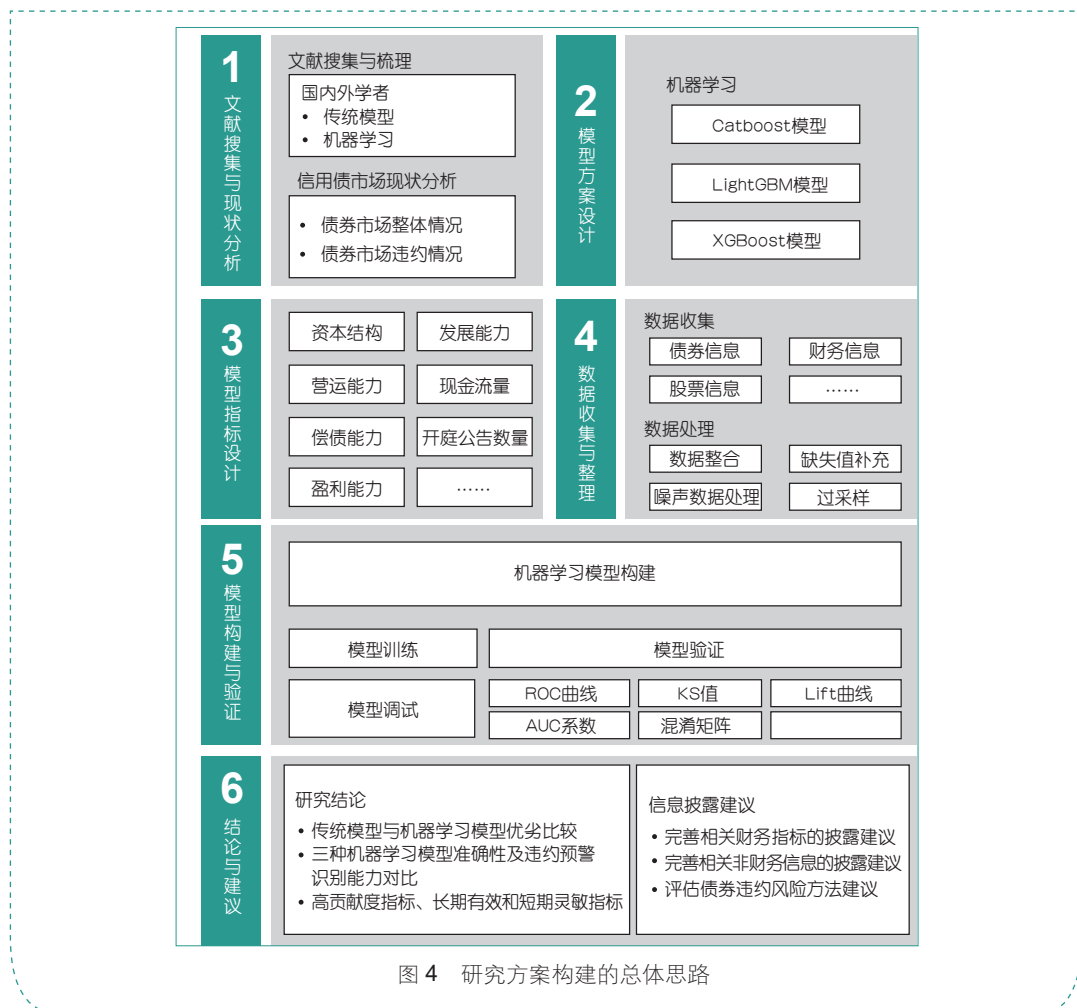 1
文献搜集与现状分析
文献搜集与梳理
国内外学者
• 传统模型
• 机器学习
信用债市场现状分析
• 债券市场整体情况
• 债券市场违约情况
2
模型方案设计
机器学习
Catboost模型
LightGBM模型
XGBoost模型
3
模型指标设计
资本结构
发展能力
营运能力
现金流量
偿债能力
开庭公告数量
盈利能力
……
4
数据收集与整理
数据收集
债券信息
财务信息
股票信息
……
数据处理
数据整合
缺失值补充
噪声数据处理
过采样
5
模型构建与验证
机器学习模型构建
模型训练
模型验证
模型调试
ROC曲线
KS值
Lift曲线
AUC系数
混淆矩阵
6
结论与建议
研究结论
• 传统模型与机器学习模型优劣比较
• 三种机器学习模型准确性及违约预警
识别能力对比
• 高贡献度指标、长期有效和短期灵敏指标
信息披露建议
• 完善相关财务指标的披露建议
• 完善相关非财务信息的披露建议
• 评估债券违约风险方法建议
图 4 研究方案构建的总体思路